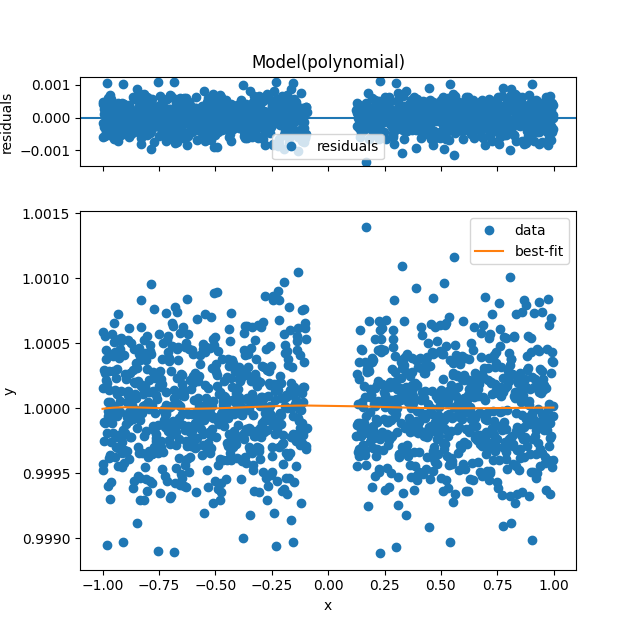 Model(polynomial)
0.001
0.000
−0.001
residuals
residuals
1.0015
1.0010
1.0005
1.0000
0.9995
0.9990
y
data
best-fit
−1.00 −0.75 −0.50 −0.25 0.00 0.25 0.50 0.75 1.00
x